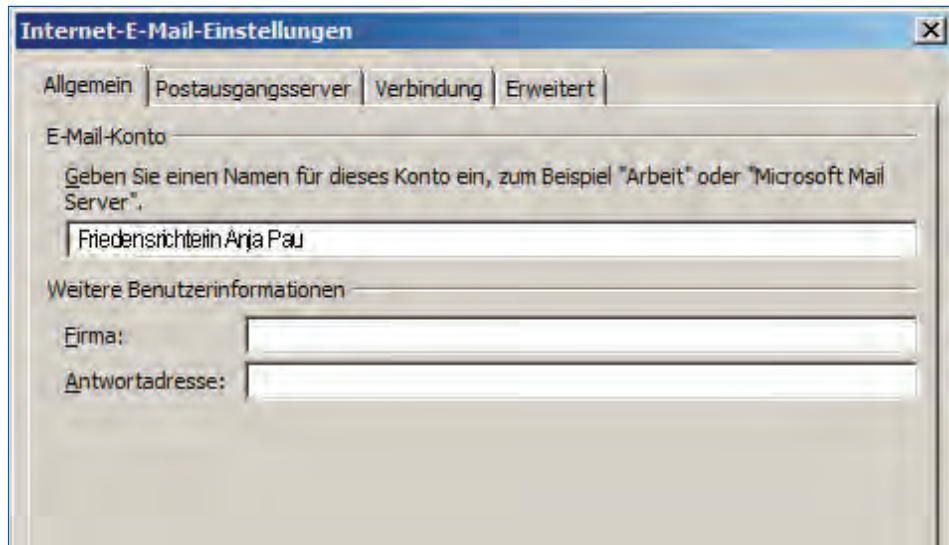 Internet-E-Mail-Einstellungen
Allgemein Postausgangsserver Verbindung Erweitert
E-Mail-Konto
Geben Sie einen Namen für dieses Konto ein, zum Beispiel "Arbeit" oder "Microsoft Mail
Server".
Friedensrichterin Anja Pau
Weitere Benutzerinformationen
Firma:
Antwortadresse: